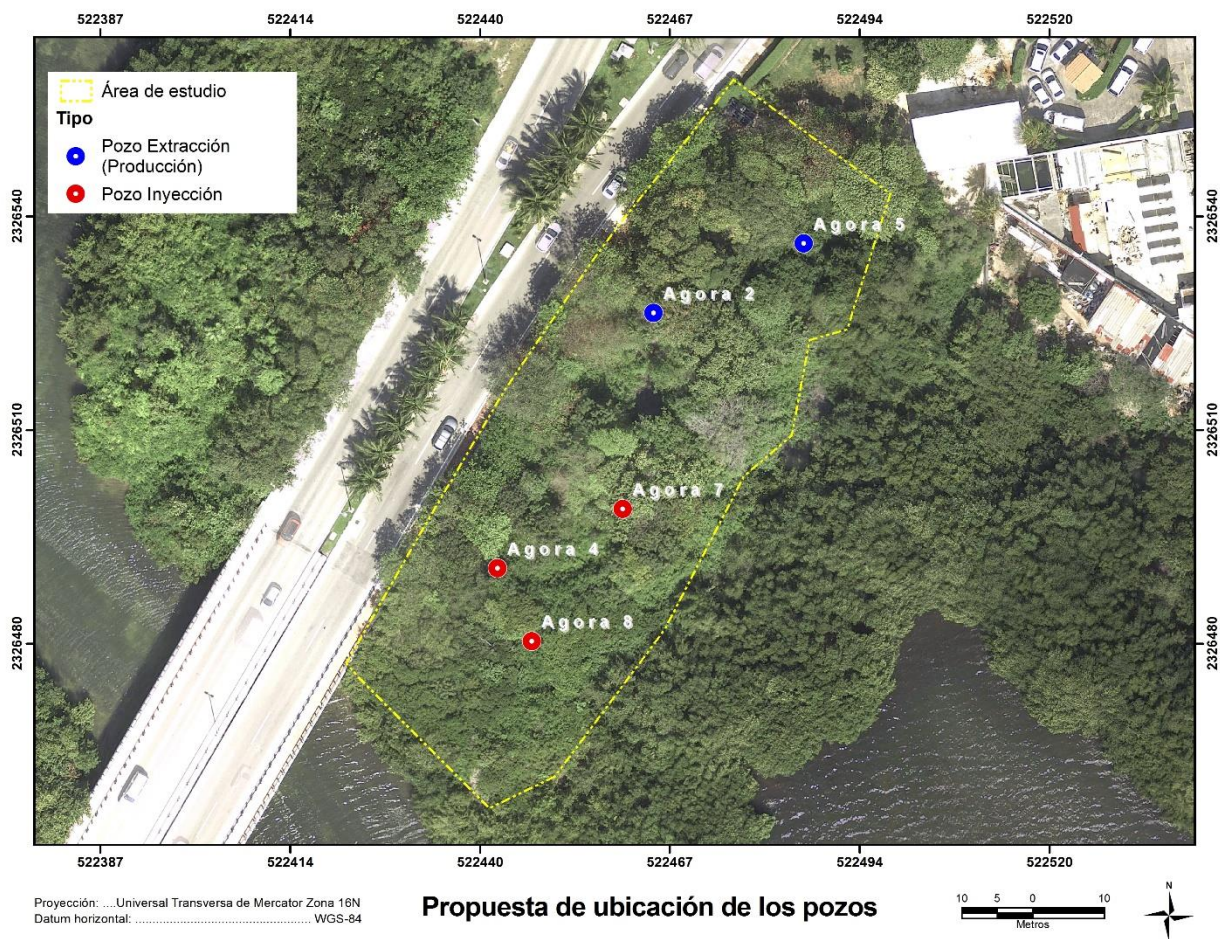 522387 522414 522440 522467 522494 522520
Área de estudio
Tipo
Pozo Extracción
(Producción)
Pozo Inyección
2326540 2326540
Agora 5
Agora 2
2326510 2326510
Agora 7
Agora 4
Agora 8
2326480 2326480
522387 522414 522440 522467 522494 522520
Proyección: ....Universal Transversa de Mercator Zona 16N
Datum horizontal: .................................................. WGS-84
Propuesta de ubicación de los pozos
10 5 0 10
Metros
N